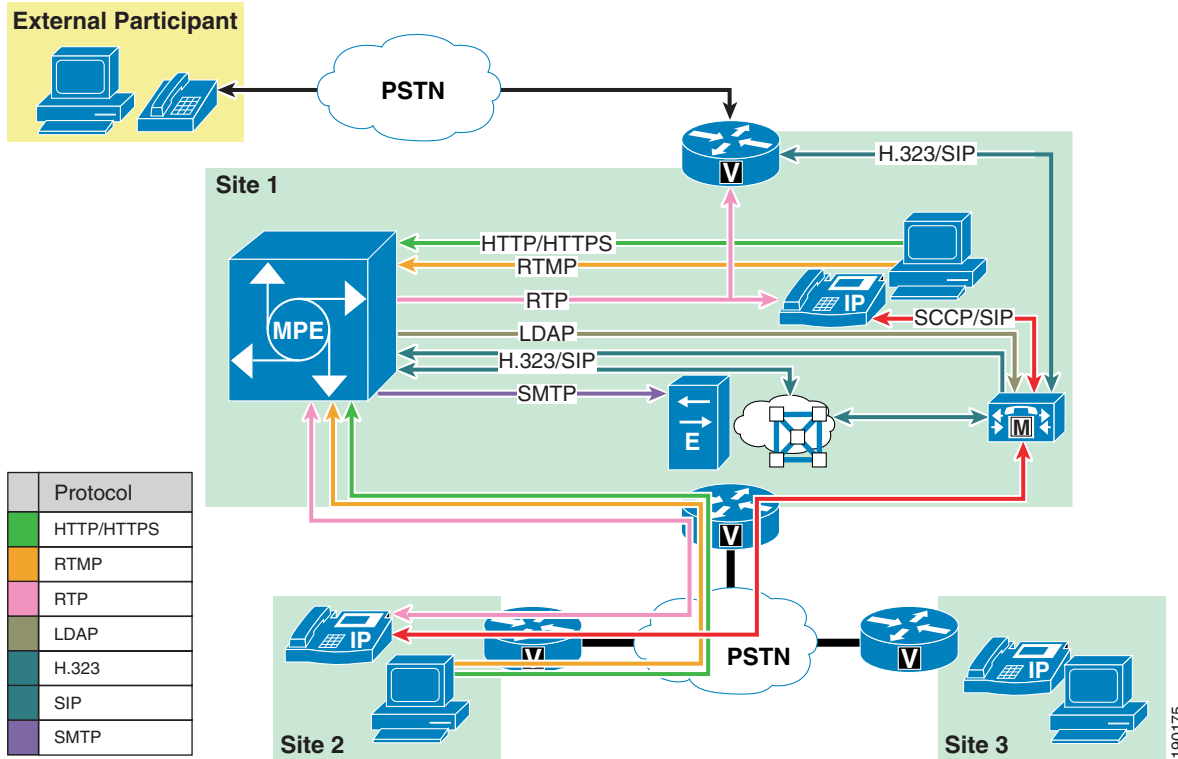 External Participant
PSTN
V
H.323/SIP
Site 1
HTTP/HTTPS
RTMP
RTP
IP
MPE
SCCP/SIP
LDAP
H.323/SIP
SMTP
E
M
V
Protocol
HTTP/HTTPS
RTMP
RTP
LDAP
H.323
SIP
SMTP
IP
V
PSTN
V
IP
Site 2
Site 3
190175